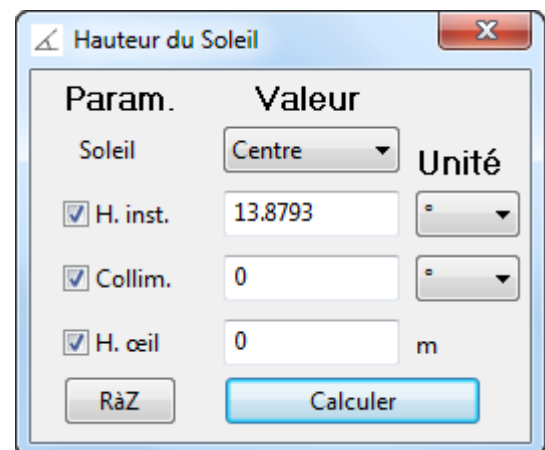 Hauteur du Soleil
Param. Valeur
Soleil Centre Unité
H. inst. 13.8793 °
Collim. 0 °
H. œil 0 m
RàZ Calculer